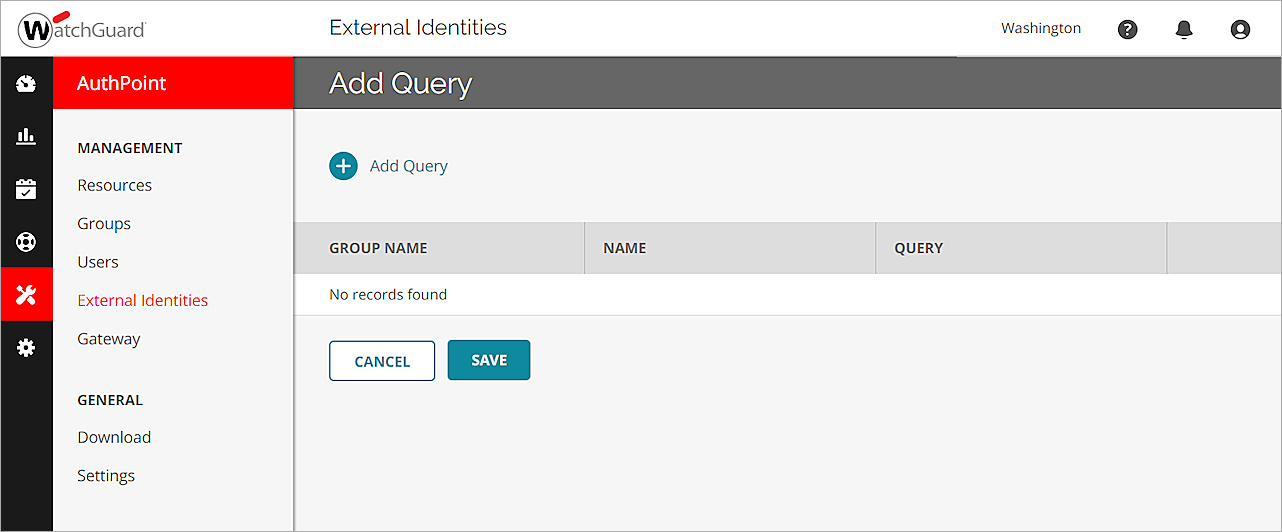 WatchGuard
External Identities
Washington
AuthPoint
Add Query
MANAGEMENT
Resources
Groups
Users
External Identities
Gateway
GENERAL
Download
Settings
Add Query
GROUP NAME
NAME
QUERY
No records found
CANCEL
SAVE